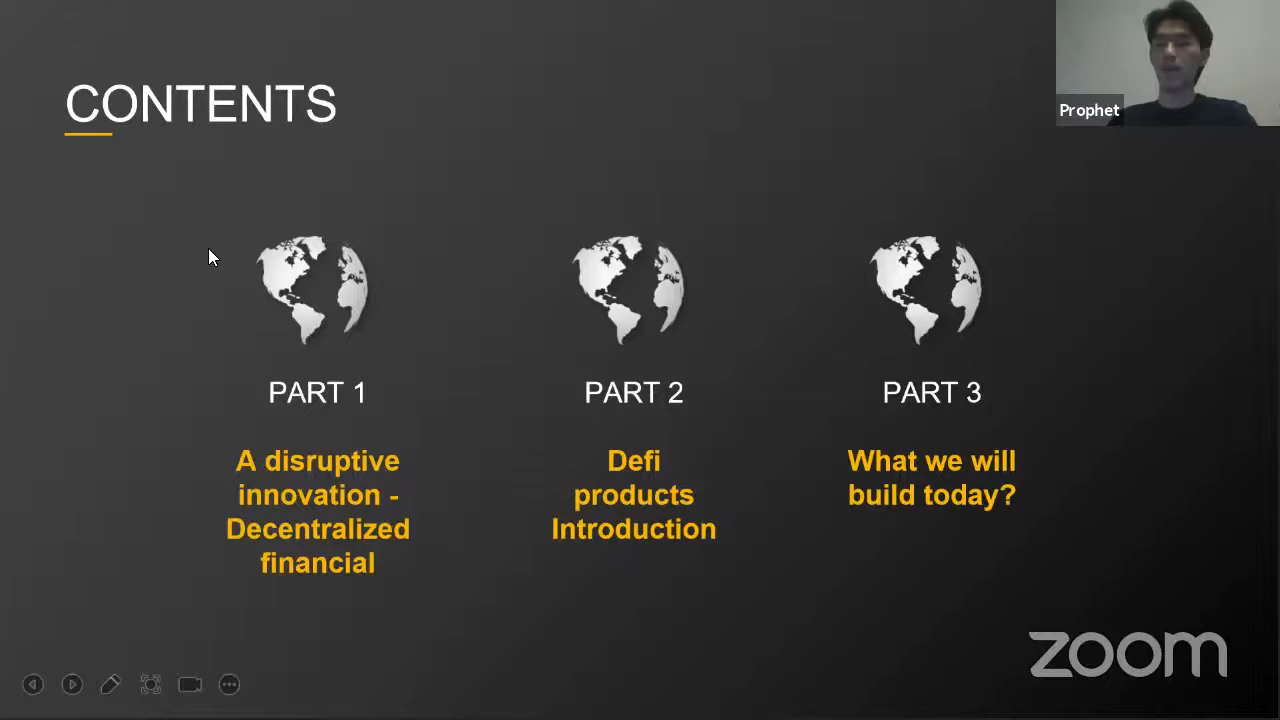 CONTENTS
Prophet
PART 1
A disruptive
innovation -
Decentralized
financial
PART 2
Defi
products
Introduction
PART 3
What we will
build today?
zoom